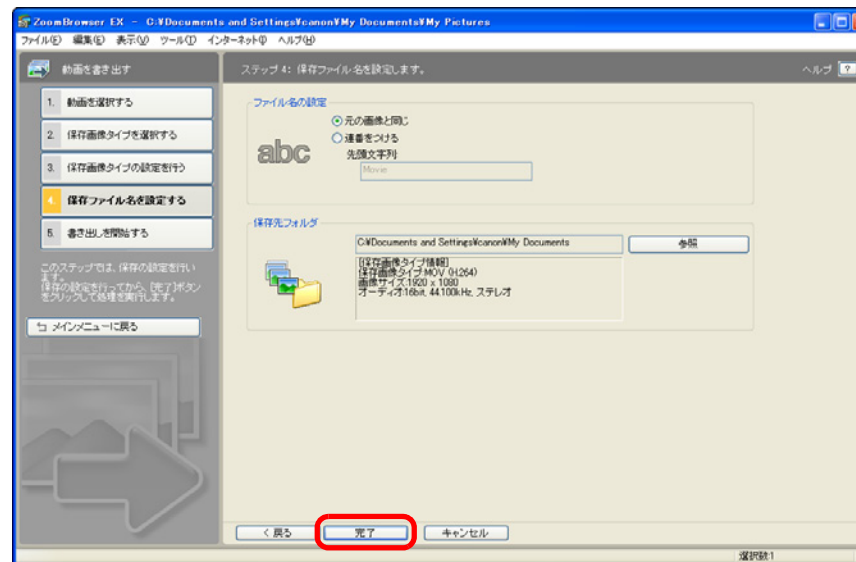 ZoomBrowser EX - C:¥Documents and Settings¥canon¥My Documents¥My Pictures
ファイル(F) 編集(E) 表示(V) ツール(T) インターネット(I) ヘルプ(H)
動画を書き出す
ステップ 4: 保存ファイル名を設定します。
ヘルプ ?
1. 動画を選択する
2. 保存画像タイプを選択する
3. 保存画像タイプの設定を行う
4. 保存ファイル名を設定する
5. 書き出しを開始する
このステップでは、保存の設定を行い
ます。
保存の設定を行ってから、[完了]ボタン
をクリックして処理を実行します。
メインメニューに戻る
ファイル名の設定
abc
元の画像と同じ
連番をつける
先頭文字列:
Movie
保存先フォルダ
C:¥Documents and Settings¥canon¥My Documents
参照
[保存画像タイプ情報]
保存画像タイプ:MOV (H.264)
画像サイズ:1920 x 1080
オーディオ:16bit, 44.100kHz, ステレオ
< 戻る
完了
キャンセル
選択数:1